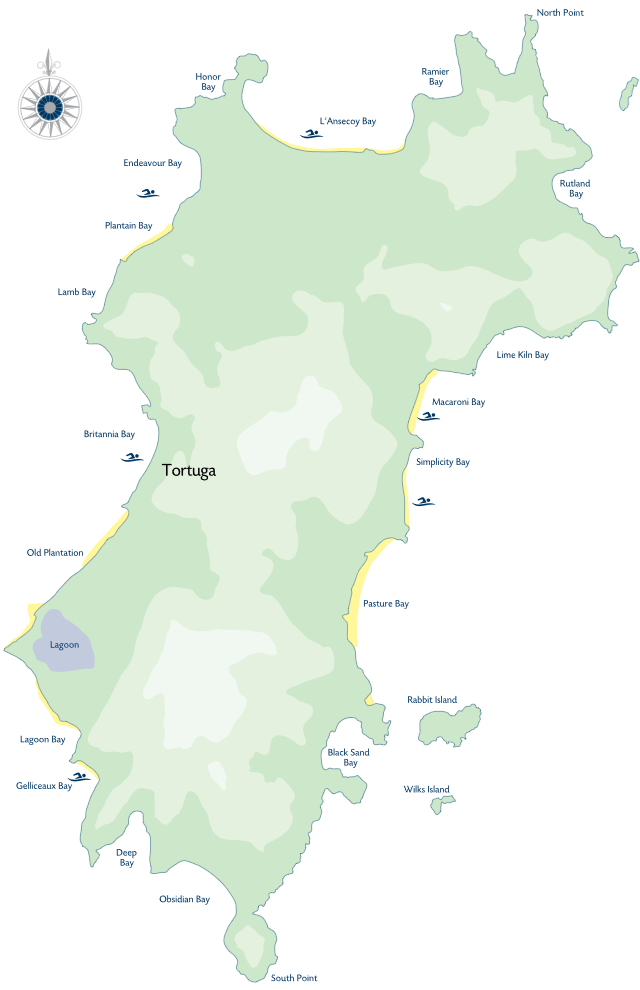 North Point
Honor
Bay
Ramier
Bay
L'Ansecoy Bay
Endeavour Bay
Rutland
Bay
Plantain Bay
Lamb Bay
Lime Kiln Bay
Macaroni Bay
Britannia Bay
Simplicity Bay
Tortuga
Old Plantation
Pasture Bay
Lagoon
Rabbit Island
Lagoon Bay
Black Sand
Bay
Gelliceaux Bay
Wilks Island
Deep
Bay
Obsidian Bay
South Point